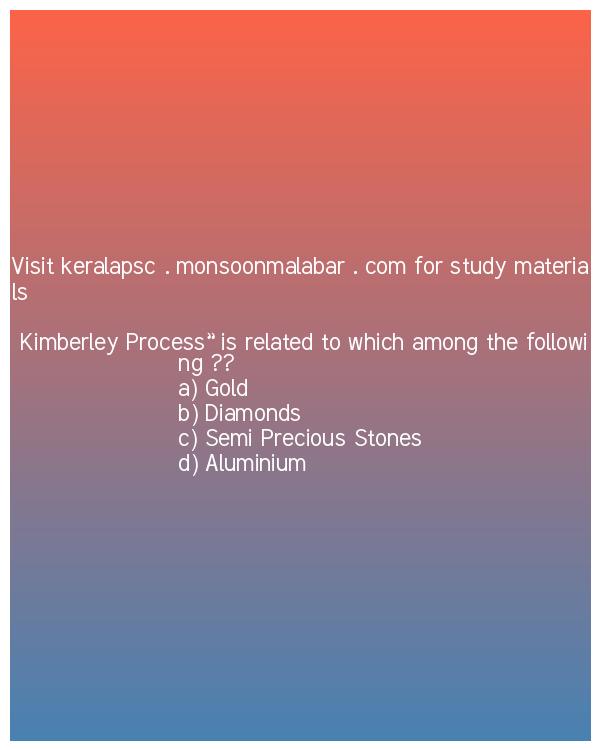 Visit keralapsc . monsoonmalabar . com for study materia
ls
Kimberley Process” is related to which among the followi
ng ??
a) Gold
b) Diamonds
c) Semi Precious Stones
d) Aluminium